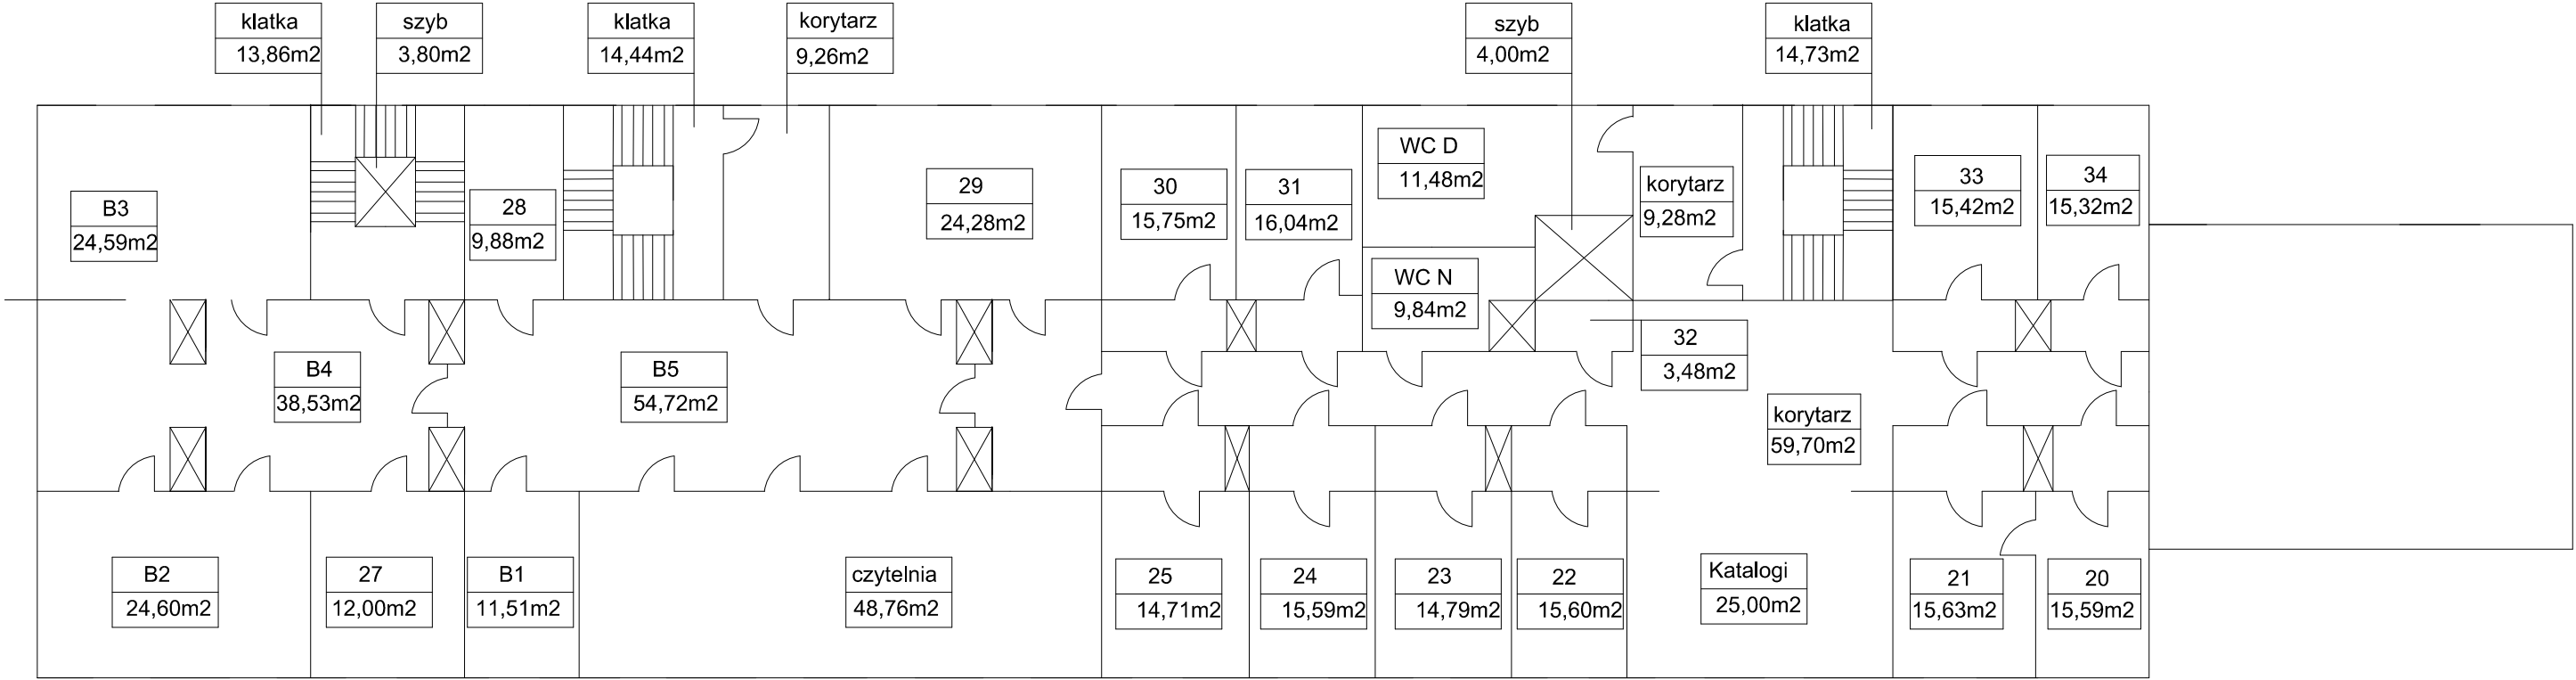 klatka
13,86m2
szyb
3,80m2
klatka
14,44m2
korytarz
9,26m2
szyb
4,00m2
klatka
14,73m2
B3
24,59m2
28
9,88m2
29
24,28m2
30
15,75m2
31
16,04m2
WC D
11,48m2
korytarz
9,28m2
33
15,42m2
34
15,32m2
WC N
9,84m2
32
3,48m2
B4
38,53m2
B5
54,72m2
korytarz
59,70m2
B2
24,60m2
27
12,00m2
B1
11,51m2
czytelnia
48,76m2
25
14,71m2
24
15,59m2
23
14,79m2
22
15,60m2
Katalogi
25,00m2
21
15,63m2
20
15,59m2